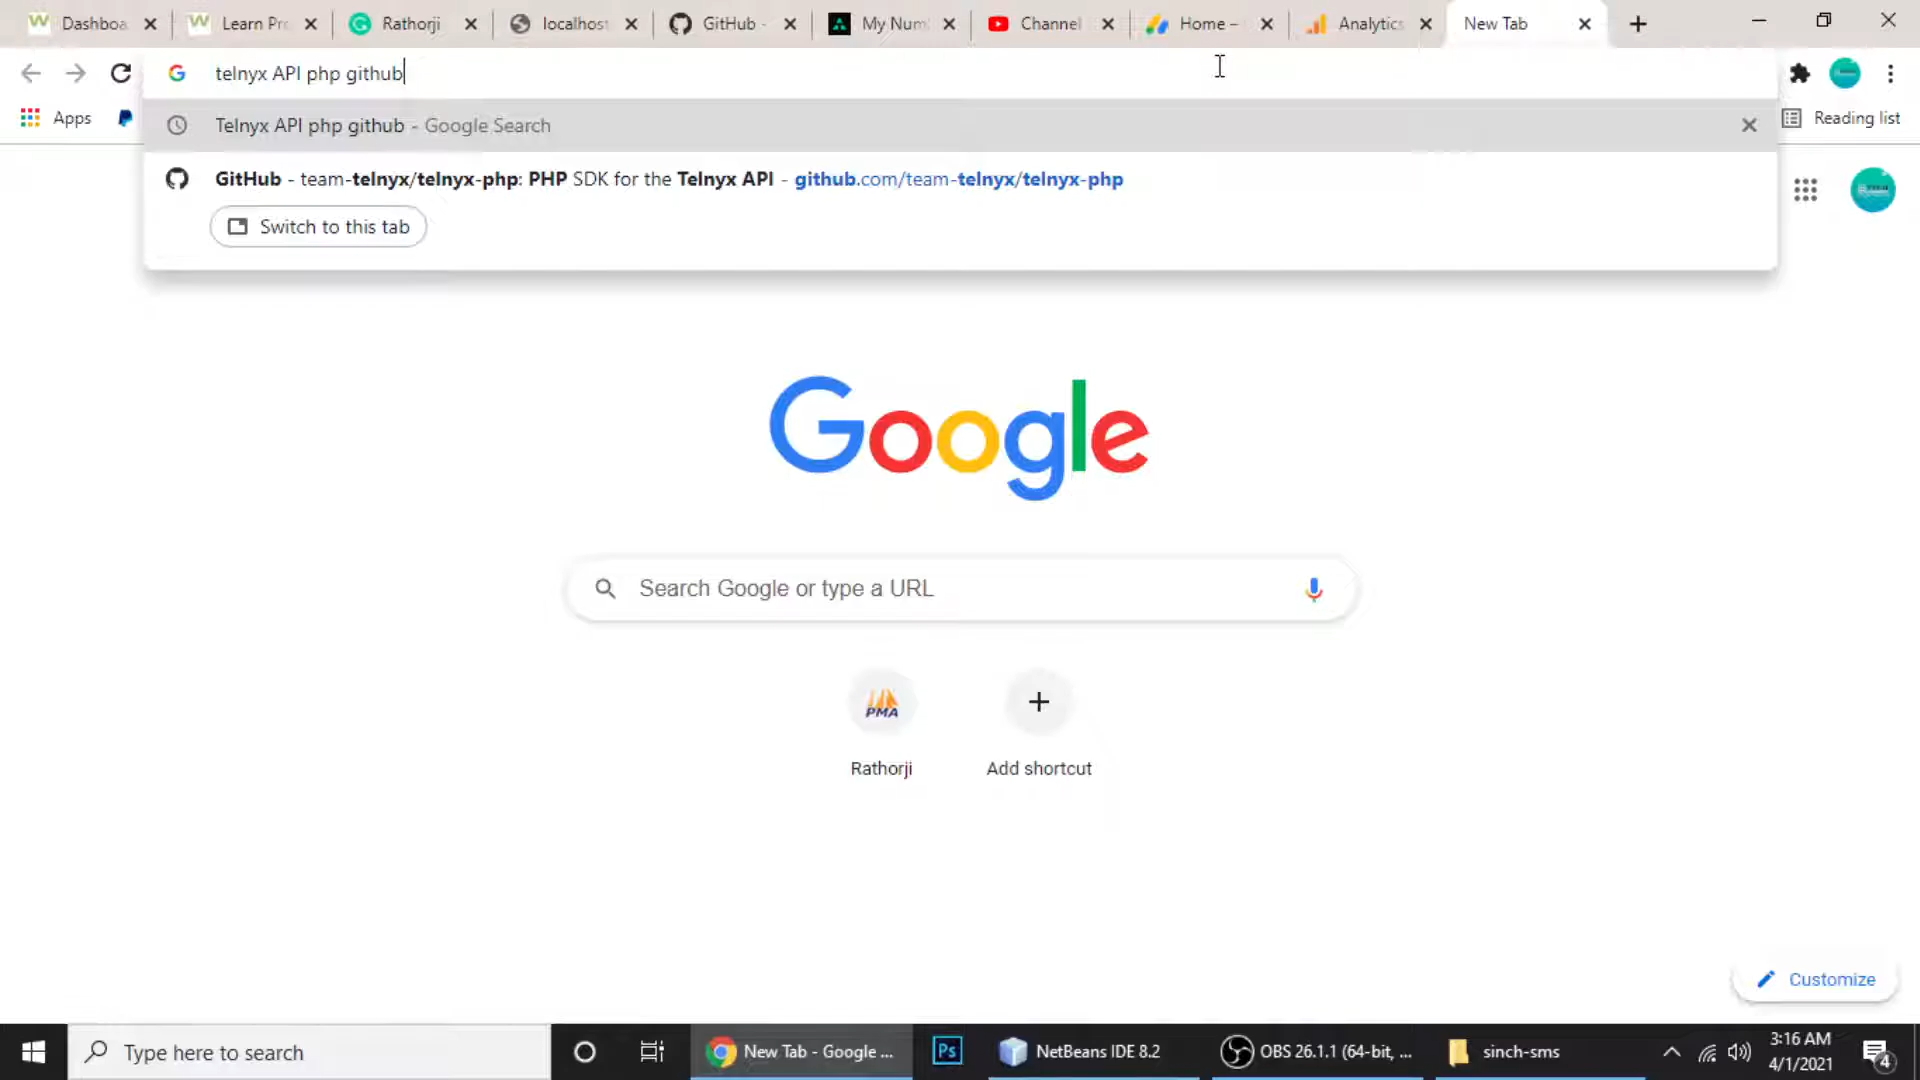 Dashboa
Learn Pr
Rathorji
localhost
GitHub -
My Num
Channel
Home –
Analytics
New Tab
telnyx API php github
Apps
Telnyx API php github - Google Search
Reading list
GitHub - team-telnyx/telnyx-php: PHP SDK for the Telnyx API - github.com/team-telnyx/telnyx-php
Switch to this tab
Google
Search Google or type a URL
PMA
Rathorji
Add shortcut
Customize
Type here to search
New Tab - Google ...
Ps
NetBeans IDE 8.2
OBS 26.1.1 (64-bit, ...
sinch-sms
3:16 AM
4/1/2021
4